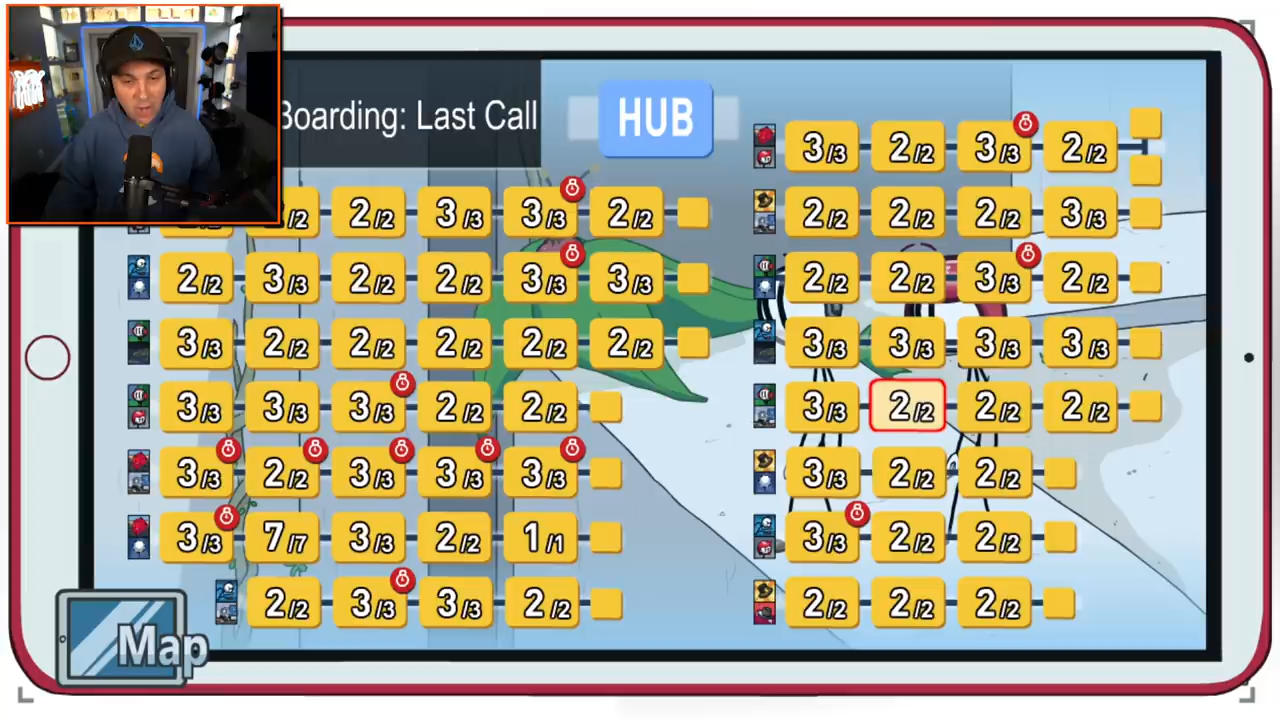 Boarding: Last Call
HUB
3/3 2/2 3/3 2/2
/2 2/2 3/3 3/3 2/2
2/2 2/2 2/2 3/3
2/2 3/3 2/2 2/2 3/3 3/3
2/2 2/2 3/3 2/2
3/3 2/2 2/2 2/2 2/2 2/2
3/3 3/3 3/3 3/3
3/3 3/3 3/3 2/2 2/2
3/3 2/2 2/2 2/2
3/3 2/2 3/3 3/3 3/3
3/3 2/2 2/2
3/3 7/7 3/3 2/2 1/1
3/3 2/2 2/2
2/2 3/3 3/3 2/2
2/2 2/2 2/2
Map